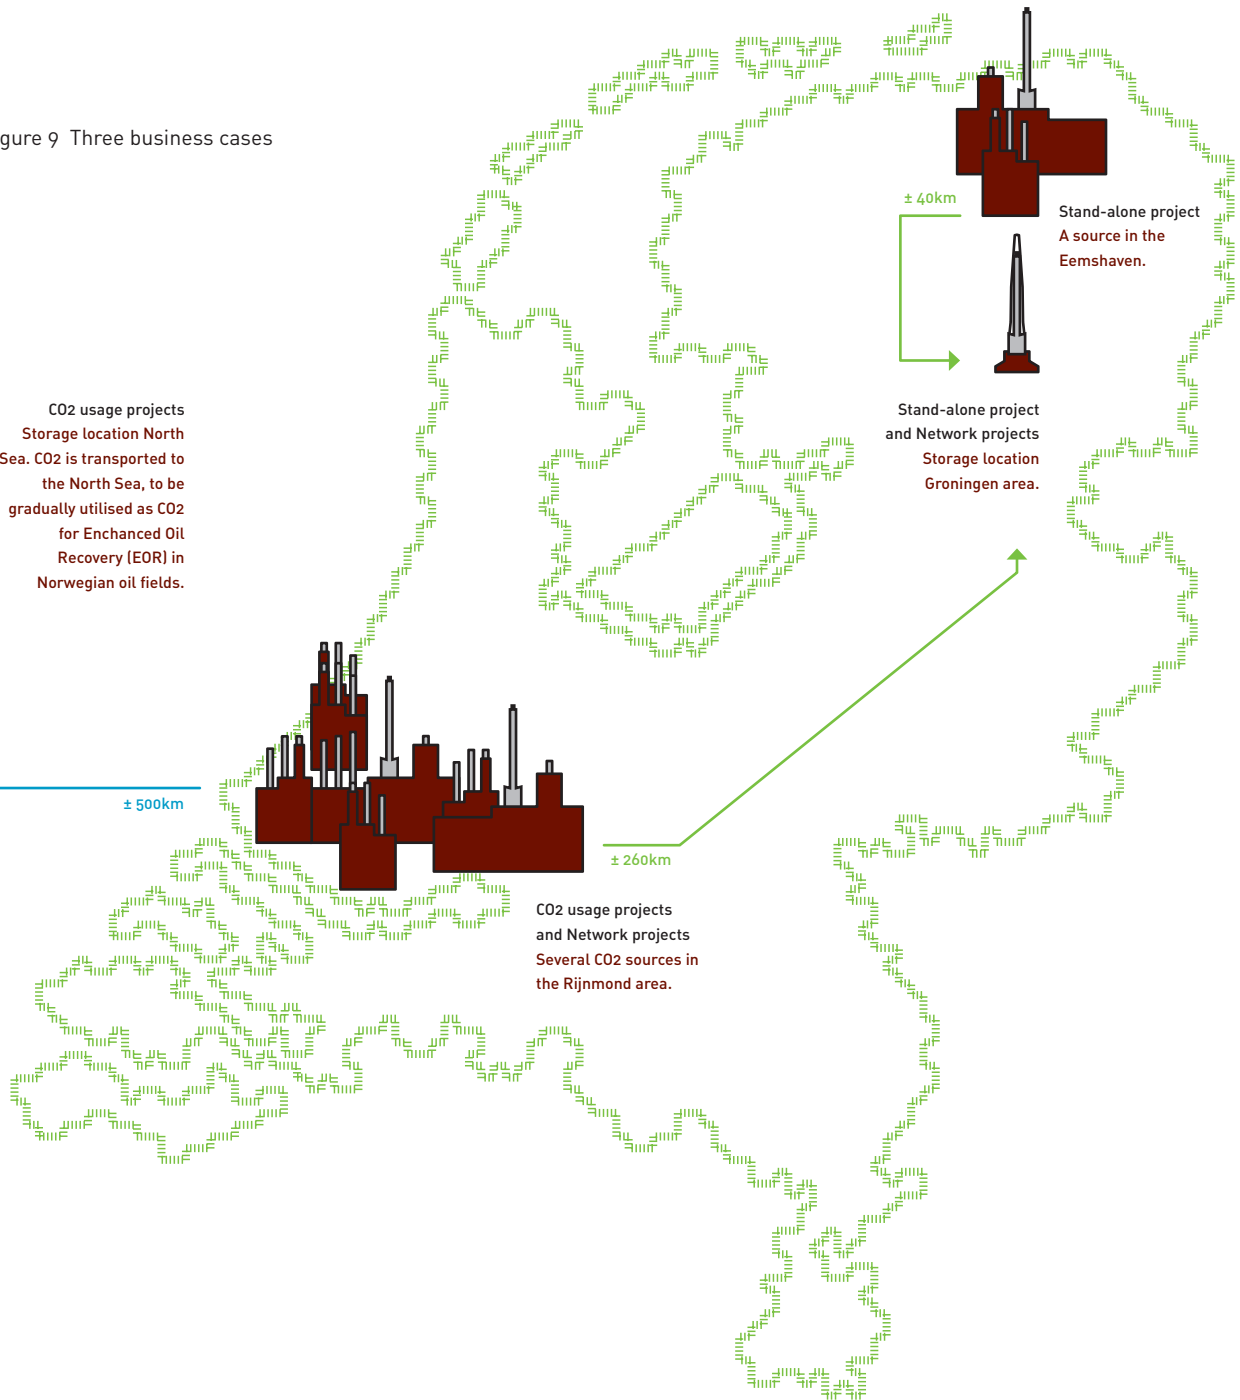 gure 9 Three business cases
± 40km
Stand-alone project
A source in the
Eemshaven.
CO2 usage projects
Storage location North
Sea. CO2 is transported to
the North Sea, to be
gradually utilised as CO2
for Enchanced Oil
Recovery (EOR) in
Norwegian oil fields.
Stand-alone project
and Network projects
Storage location
Groningen area.
± 500km
± 260km
CO2 usage projects
and Network projects
Several CO2 sources in
the Rijnmond area.